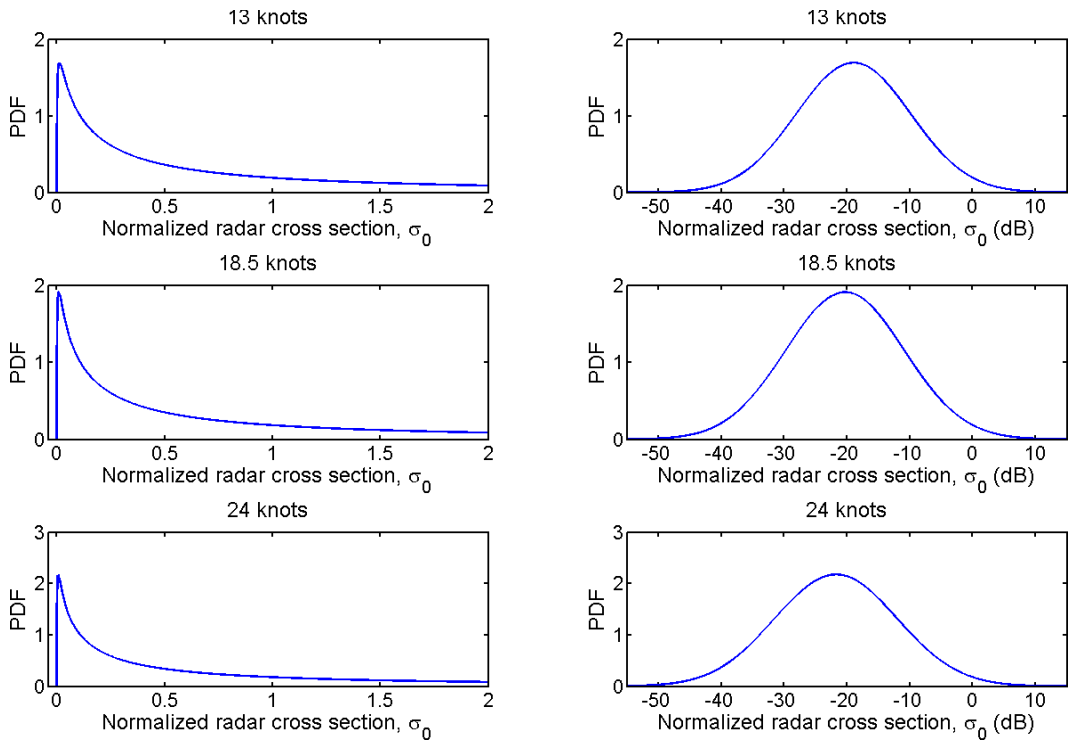 13 knots
2
1
0
PDF
0 0.5 1 1.5 2
Normalized radar cross section, σ0
13 knots
2
1
0
PDF
-50 -40 -30 -20 -10 0 10
Normalized radar cross section, σ0 (dB)
18.5 knots
2
1
0
PDF
0 0.5 1 1.5 2
Normalized radar cross section, σ0
18.5 knots
2
1
0
PDF
-50 -40 -30 -20 -10 0 10
Normalized radar cross section, σ0 (dB)
24 knots
3
2
1
0
PDF
0 0.5 1 1.5 2
Normalized radar cross section, σ0
24 knots
3
2
1
0
PDF
-50 -40 -30 -20 -10 0 10
Normalized radar cross section, σ0 (dB)